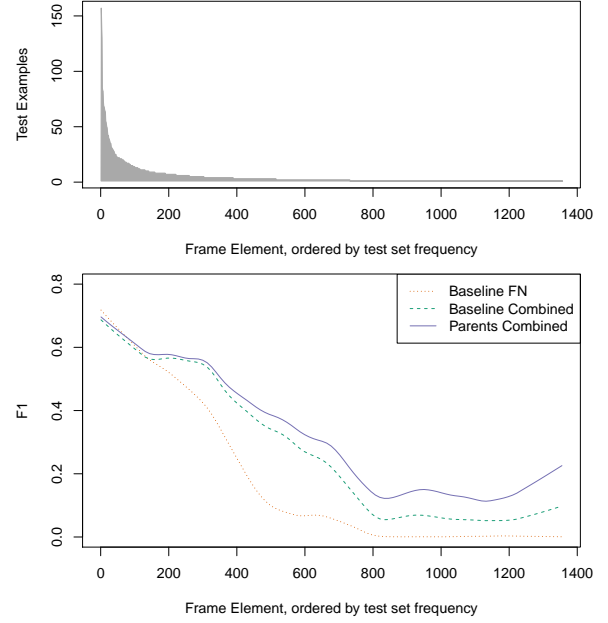 Test Examples
150
100
50
0
0 200 400 600 800 1000 1200 1400
Frame Element, ordered by test set frequency
F1
0.8
0.6
0.4
0.2
0.0
Baseline FN
Baseline Combined
Parents Combined
0 200 400 600 800 1000 1200 1400
Frame Element, ordered by test set frequency